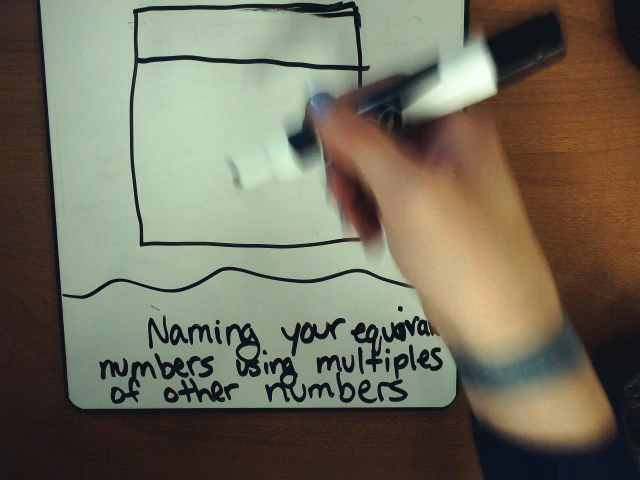 Naming your equival
numbers using multiples
of other numbers